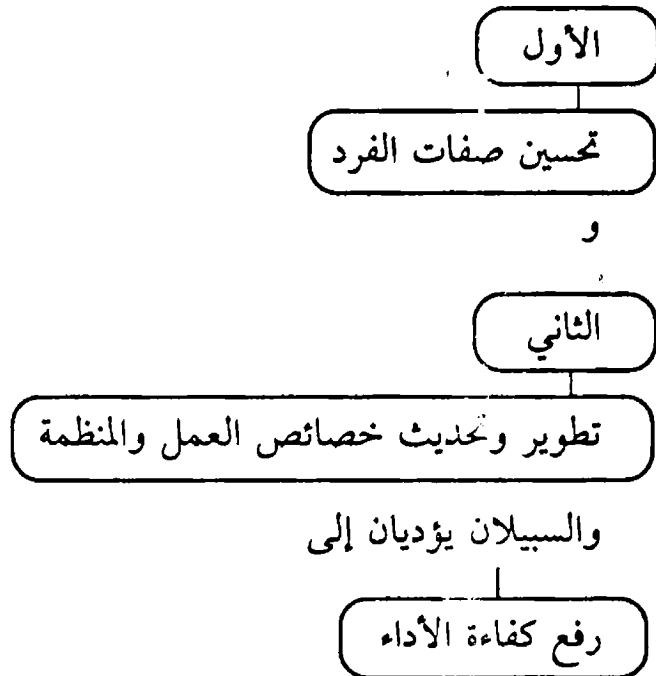 الأول
تحسين صفات الفرد
و
الثاني
تطوير وتحديث خصائص العمل والمنظمة
والسبيلان يؤديان إلى
رفع كفاءة الأداء